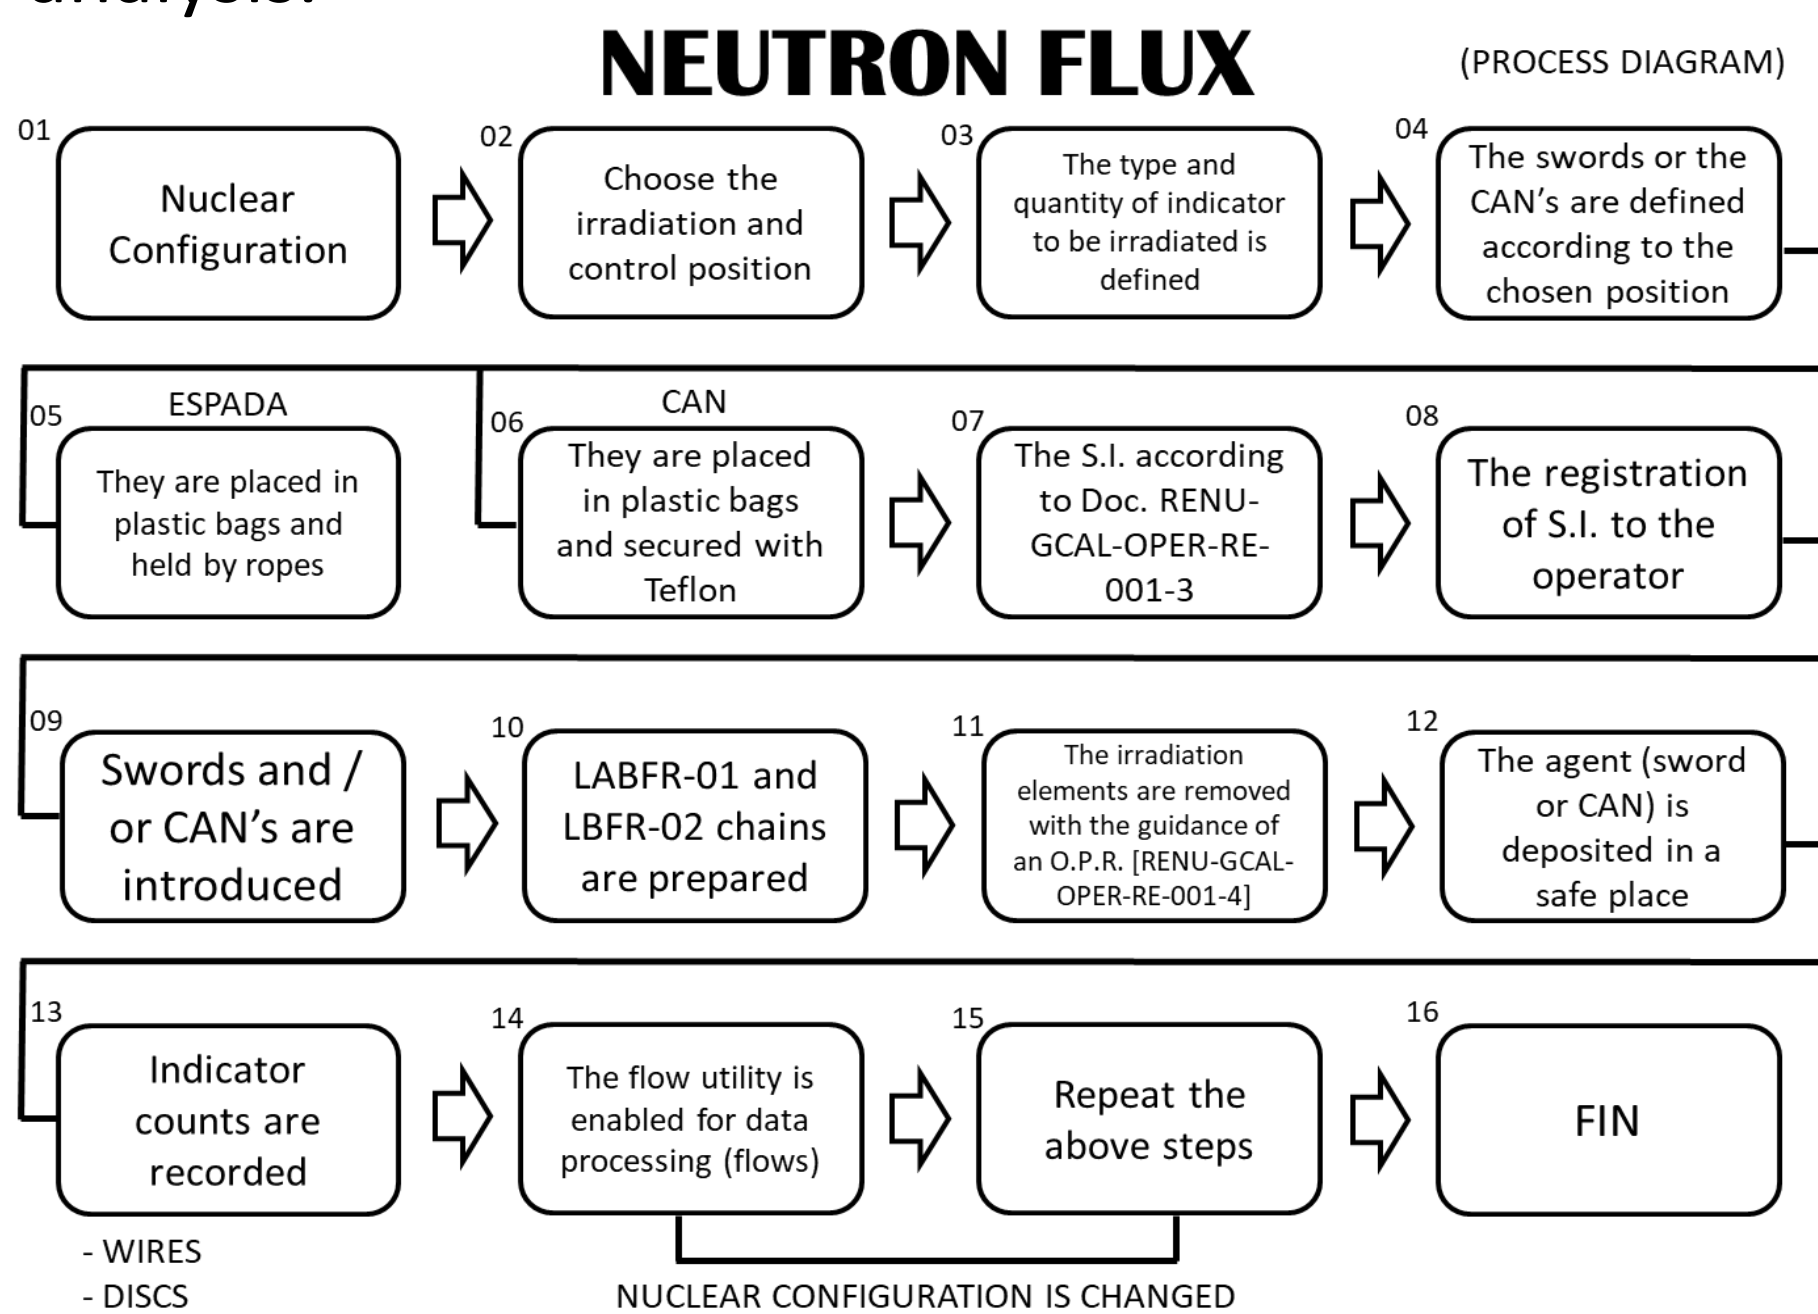 analysis.
NEUTRON FLUX
(PROCESS DIAGRAM)
01
Nuclear
Configuration
02
Choose the
irradiation and
control position
03
The type and
quantity of indicator
to be irradiated is
defined
04
The swords or the
CAN’s are defined
according to the
chosen position
05
ESPADA
They are placed in
plastic bags and
held by ropes
06
CAN
They are placed
in plastic bags
and secured with
Teflon
07
The S.I. according
to Doc. RENU-
GCAL-OPER-RE-
001-3
08
The registration
of S.I. to the
operator
09
Swords and /
or CAN’s are
introduced
10
LABFR-01 and
LBFR-02 chains
are prepared
11
The irradiation
elements are removed
with the guidance of
an O.P.R. [RENU-GCAL-
OPER-RE-001-4]
12
The agent (sword
or CAN) is
deposited in a
safe place
13
Indicator
counts are
recorded
- WIRES
- DISCS
14
The flow utility is
enabled for data
processing (flows)
15
Repeat the
above steps
16
FIN
NUCLEAR CONFIGURATION IS CHANGED